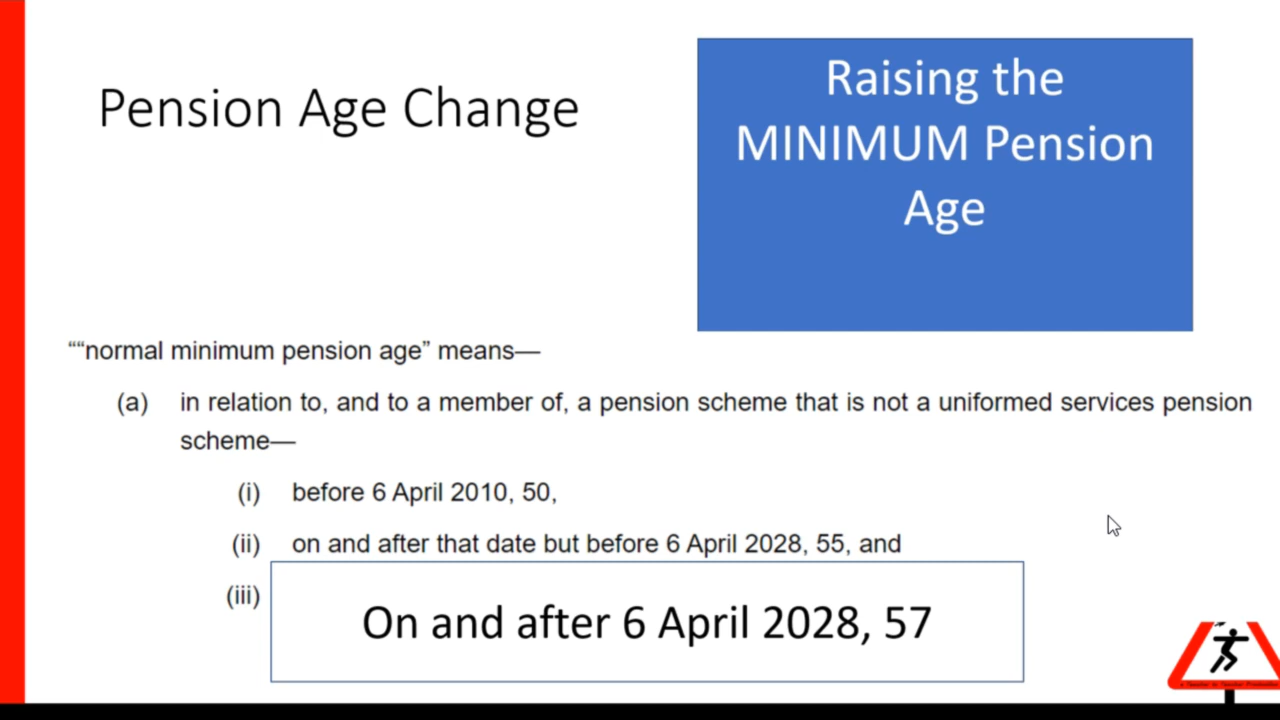 Pension Age Change
Raising the
MINIMUM Pension
Age
““normal minimum pension age” means—
(a) in relation to, and to a member of, a pension scheme that is not a uniformed services pension
scheme—
(i) before 6 April 2010, 50,
(ii) on and after that date but before 6 April 2028, 55, and
(iii)
On and after 6 April 2028, 57